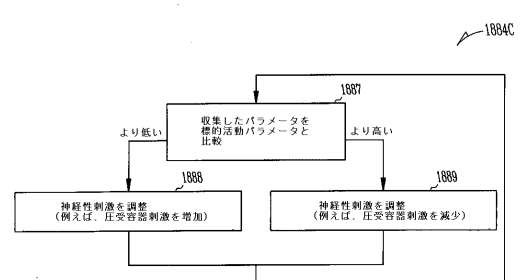 1884C
1887
収集したパラメータを
標的活動パラメータと
比較
より低い
より高い
1888
神経性刺激を調整
(例えば、圧受容器刺激を増加)
1889
神経性刺激を調整
(例えば、圧受容器刺激を減少)